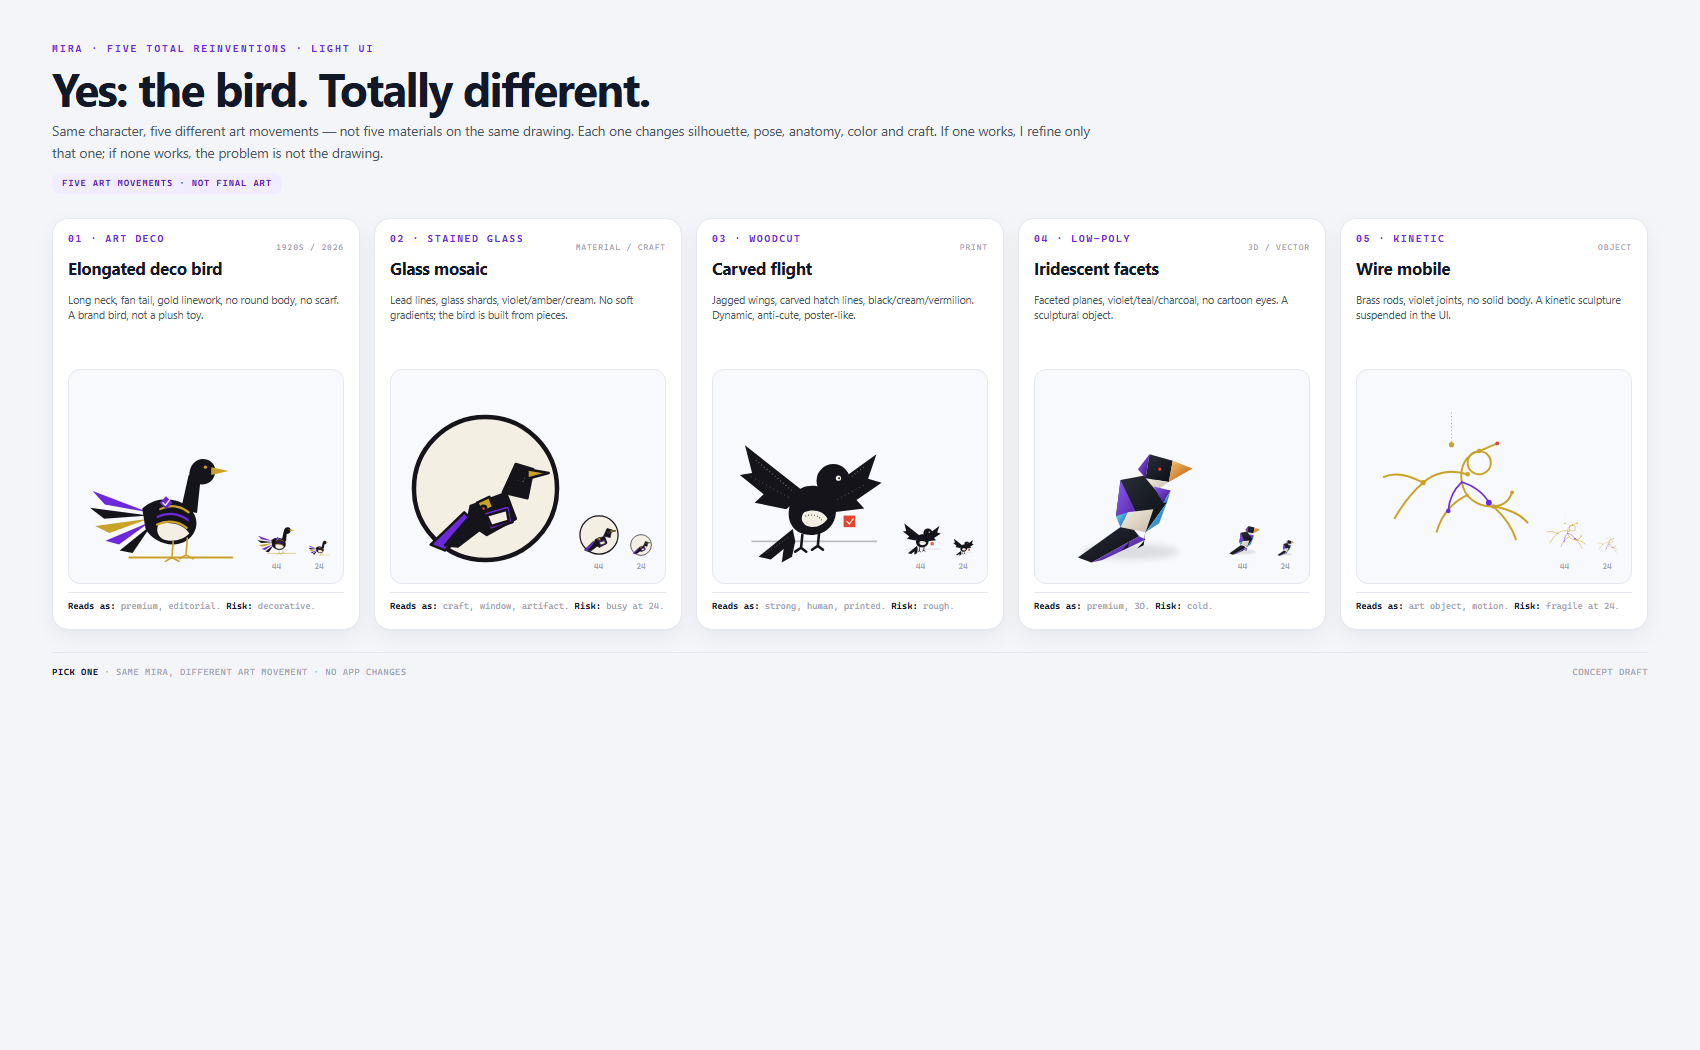 MIRA · FIVE TOTAL REINVENTIONS · LIGHT UI
Yes: the bird. Totally different.
Same character, five different art movements — not five materials on the same drawing. Each one changes silhouette, pose, anatomy, color and craft. If one works, I refine only
that one; if none works, the problem is not the drawing.
FIVE ART MOVEMENTS · NOT FINAL ART
01 · ART DECO
1920S / 2026
Elongated deco bird
Long neck, fan tail, gold linework, no round body, no scarf.
A brand bird, not a plush toy.
44
24
Reads as: premium, editorial. Risk: decorative.
02 · STAINED GLASS
MATERIAL / CRAFT
Glass mosaic
Lead lines, glass shards, violet/amber/cream. No soft
gradients; the bird is built from pieces.
44
24
Reads as: craft, window, artifact. Risk: busy at 24.
03 · WOODCUT
PRINT
Carved flight
Jagged wings, carved hatch lines, black/cream/vermilion.
Dynamic, anti-cute, poster-like.
44
24
Reads as: strong, human, printed. Risk: rough.
04 · LOW-POLY
3D / VECTOR
Iridescent facets
Faceted planes, violet/teal/charcoal, no cartoon eyes. A
sculptural object.
44
24
Reads as: premium, 3D. Risk: cold.
05 · KINETIC
OBJECT
Wire mobile
Brass rods, violet joints, no solid body. A kinetic sculpture
suspended in the UI.
44
24
Reads as: art object, motion. Risk: fragile at 24.
PICK ONE · SAME MIRA, DIFFERENT ART MOVEMENT · NO APP CHANGES
CONCEPT DRAFT